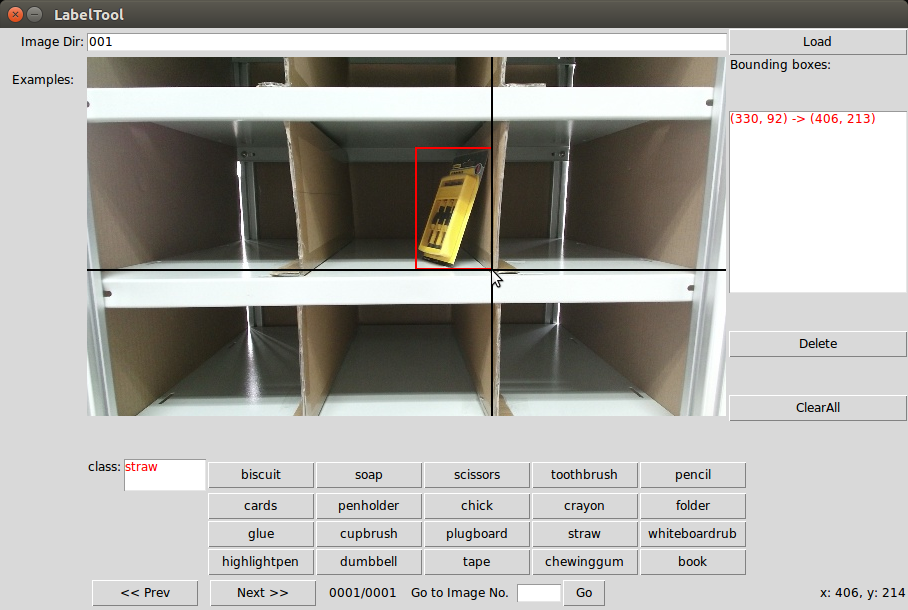 LabelTool
Image Dir: 001 Load
Examples:
Bounding boxes:
(330, 92) -> (406, 213)
Delete
ClearAll
class: straw
biscuit soap scissors toothbrush pencil
cards penholder chick crayon folder
glue cupbrush plugboard straw whiteboardrub
highlightpen dumbbell tape chewinggum book
<< Prev Next >> 0001/0001 Go to Image No. Go x: 406, y: 214